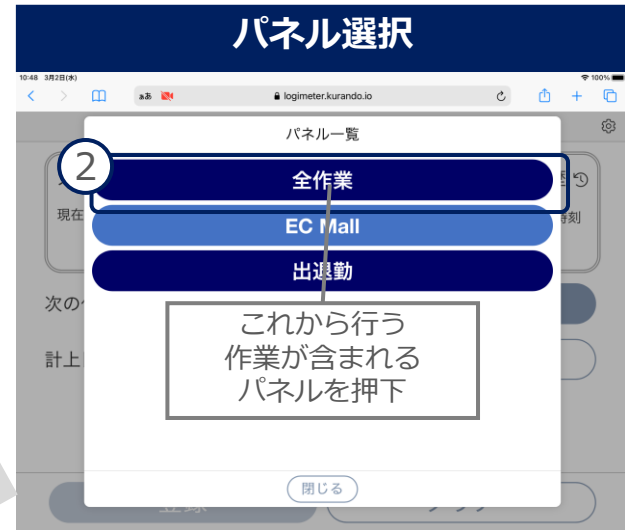 パネル選択
10:48 3月2日(水)
100%
ああ
logimeter.kurando.io
パネル一覧
2
全作業
現在
時刻
EC Mall
出退勤
次の
これから行う
作業が含まれる
パネルを押下
計上
閉じる